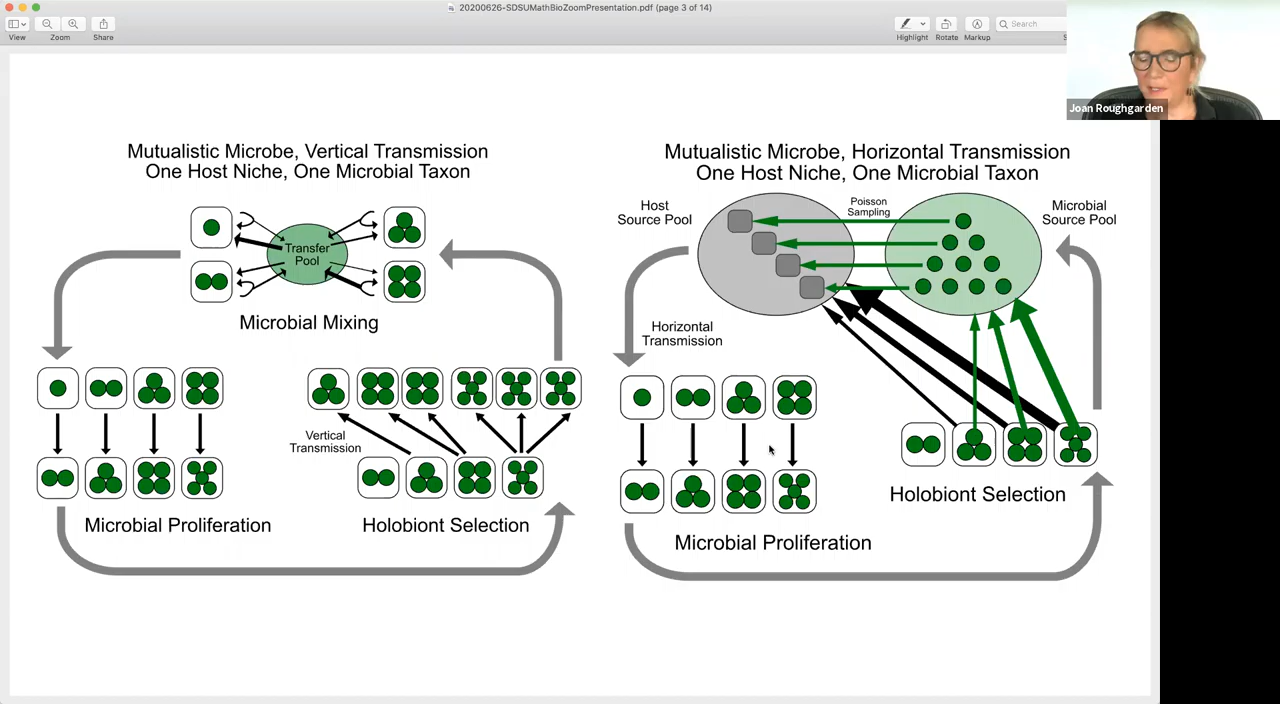 20200626-SDSUMathBioZoomPresentation.pdf (page 3 of 14)
View
Zoom
Share
Highlight
Rotate
Markup
Search
Joan Roughgarden
Mutualistic Microbe, Vertical Transmission
One Host Niche, One Microbial Taxon
Transfer
Pool
Microbial Mixing
Vertical
Transmission
Microbial Proliferation
Holobiont Selection
Mutualistic Microbe, Horizontal Transmission
One Host Niche, One Microbial Taxon
Host
Source Pool
Poisson
Sampling
Microbial
Source Pool
Horizontal
Transmission
Holobiont Selection
Microbial Proliferation